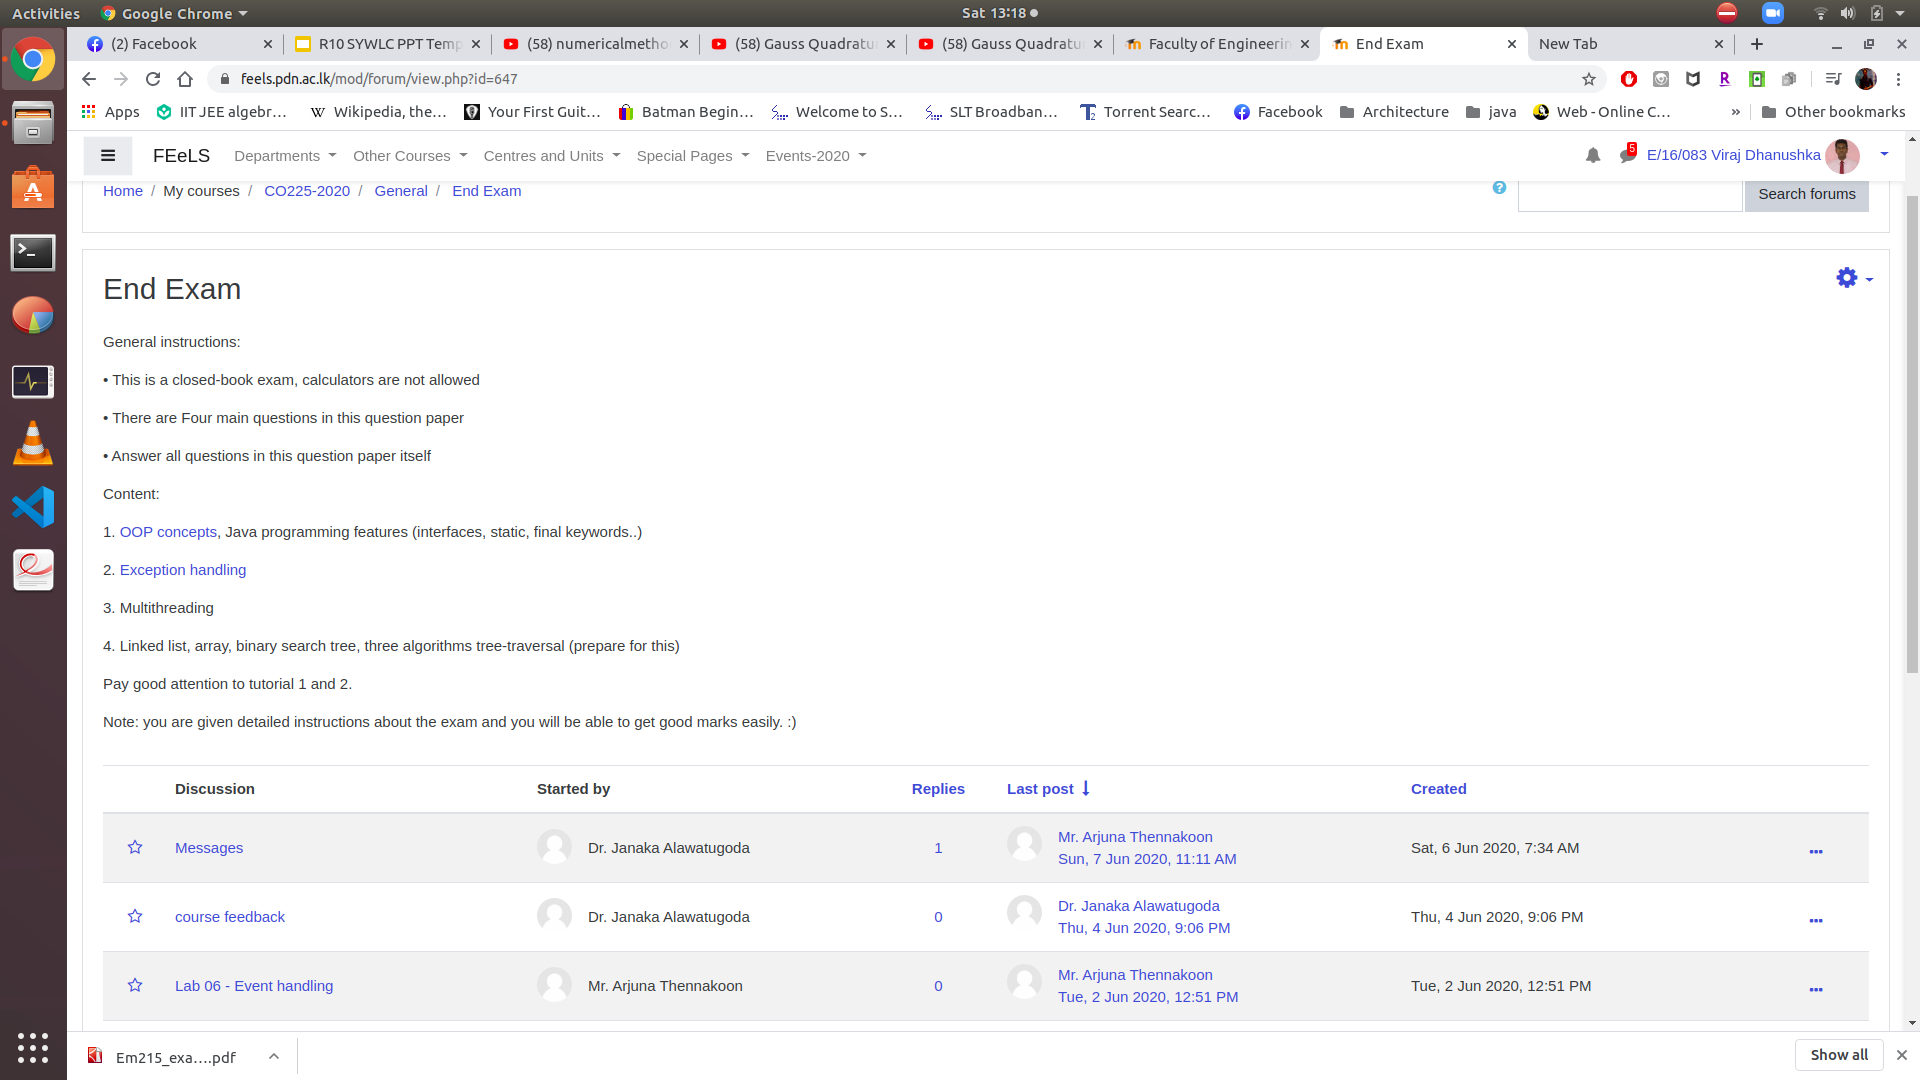 Activities Google Chrome Sat 13:18
(2) Facebook R10 SYWLC PPT Temp (58) numericalmetho (58) Gauss Quadratu (58) Gauss Quadratu Faculty of Engineerin End Exam New Tab
feels.pdn.ac.lk/mod/forum/view.php?id=647
Apps IIT JEE algebr... Wikipedia, the... Your First Guit... Batman Begin... Welcome to S... SLT Broadban... Torrent Searc... Facebook Architecture java Web - Online C... » Other bookmarks
FEeLS Departments Other Courses Centres and Units Special Pages Events-2020 5 E/16/083 Viraj Dhanushka
Home / My courses / CO225-2020 / General / End Exam Search forums
End Exam
General instructions:
• This is a closed-book exam, calculators are not allowed
• There are Four main questions in this question paper
• Answer all questions in this question paper itself
Content:
1. OOP concepts, Java programming features (interfaces, static, final keywords..)
2. Exception handling
3. Multithreading
4. Linked list, array, binary search tree, three algorithms tree-traversal (prepare for this)
Pay good attention to tutorial 1 and 2.
Note: you are given detailed instructions about the exam and you will be able to get good marks easily. :)
Discussion Started by Replies Last post Created
Messages Dr. Janaka Alawatugoda 1 Mr. Arjuna Thennakoon Sat, 6 Jun 2020, 7:34 AM
Sun, 7 Jun 2020, 11:11 AM
course feedback Dr. Janaka Alawatugoda 0 Dr. Janaka Alawatugoda Thu, 4 Jun 2020, 9:06 PM
Thu, 4 Jun 2020, 9:06 PM
Lab 06 - Event handling Mr. Arjuna Thennakoon 0 Mr. Arjuna Thennakoon Tue, 2 Jun 2020, 12:51 PM
Tue, 2 Jun 2020, 12:51 PM
Em215_exa....pdf Show all